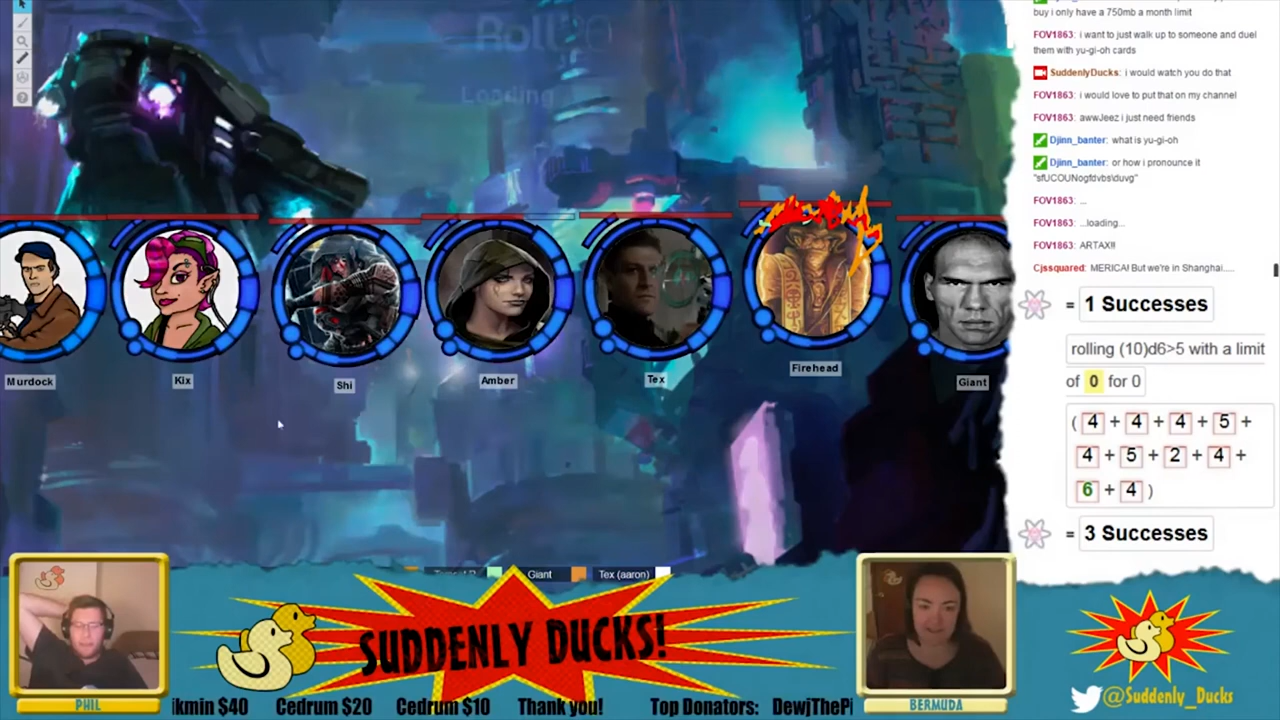 Roll20
Loading
Murdock
Kix
Shi
Amber
Tex
Firehead
Giant
Giant
Tex (aaron)
buy i only have a 750mb a month limit
FOV1863: i want to just walk up to someone and duel
them with yu-gi-oh cards
SuddenlyDucks: i would watch you do that
FOV1863: i would love to put that on my channel
FOV1863: awwJeez i just need friends
Djinn_banter: what is yu-gi-oh
Djinn_banter: or how i pronounce it
"sfUCOUNogfdvbs\duvg"
FOV1863: ...
FOV1863: ...loading...
FOV1863: ARTAX!!
Cjssquared: MERICA! But we're in Shanghai.....
= 1 Successes
rolling (10)d6>5 with a limit
of 0 for 0
( 4 + 4 + 4 + 5 +
4 + 5 + 2 + 4 +
6 + 4 )
= 3 Successes
SUDDENLY DUCKS!
PHIL
BERMUDA
ikmin $40 Cedrum $20 Cedrum $10 Thank you! Top Donators: DewjThePi
@Suddenly_Ducks